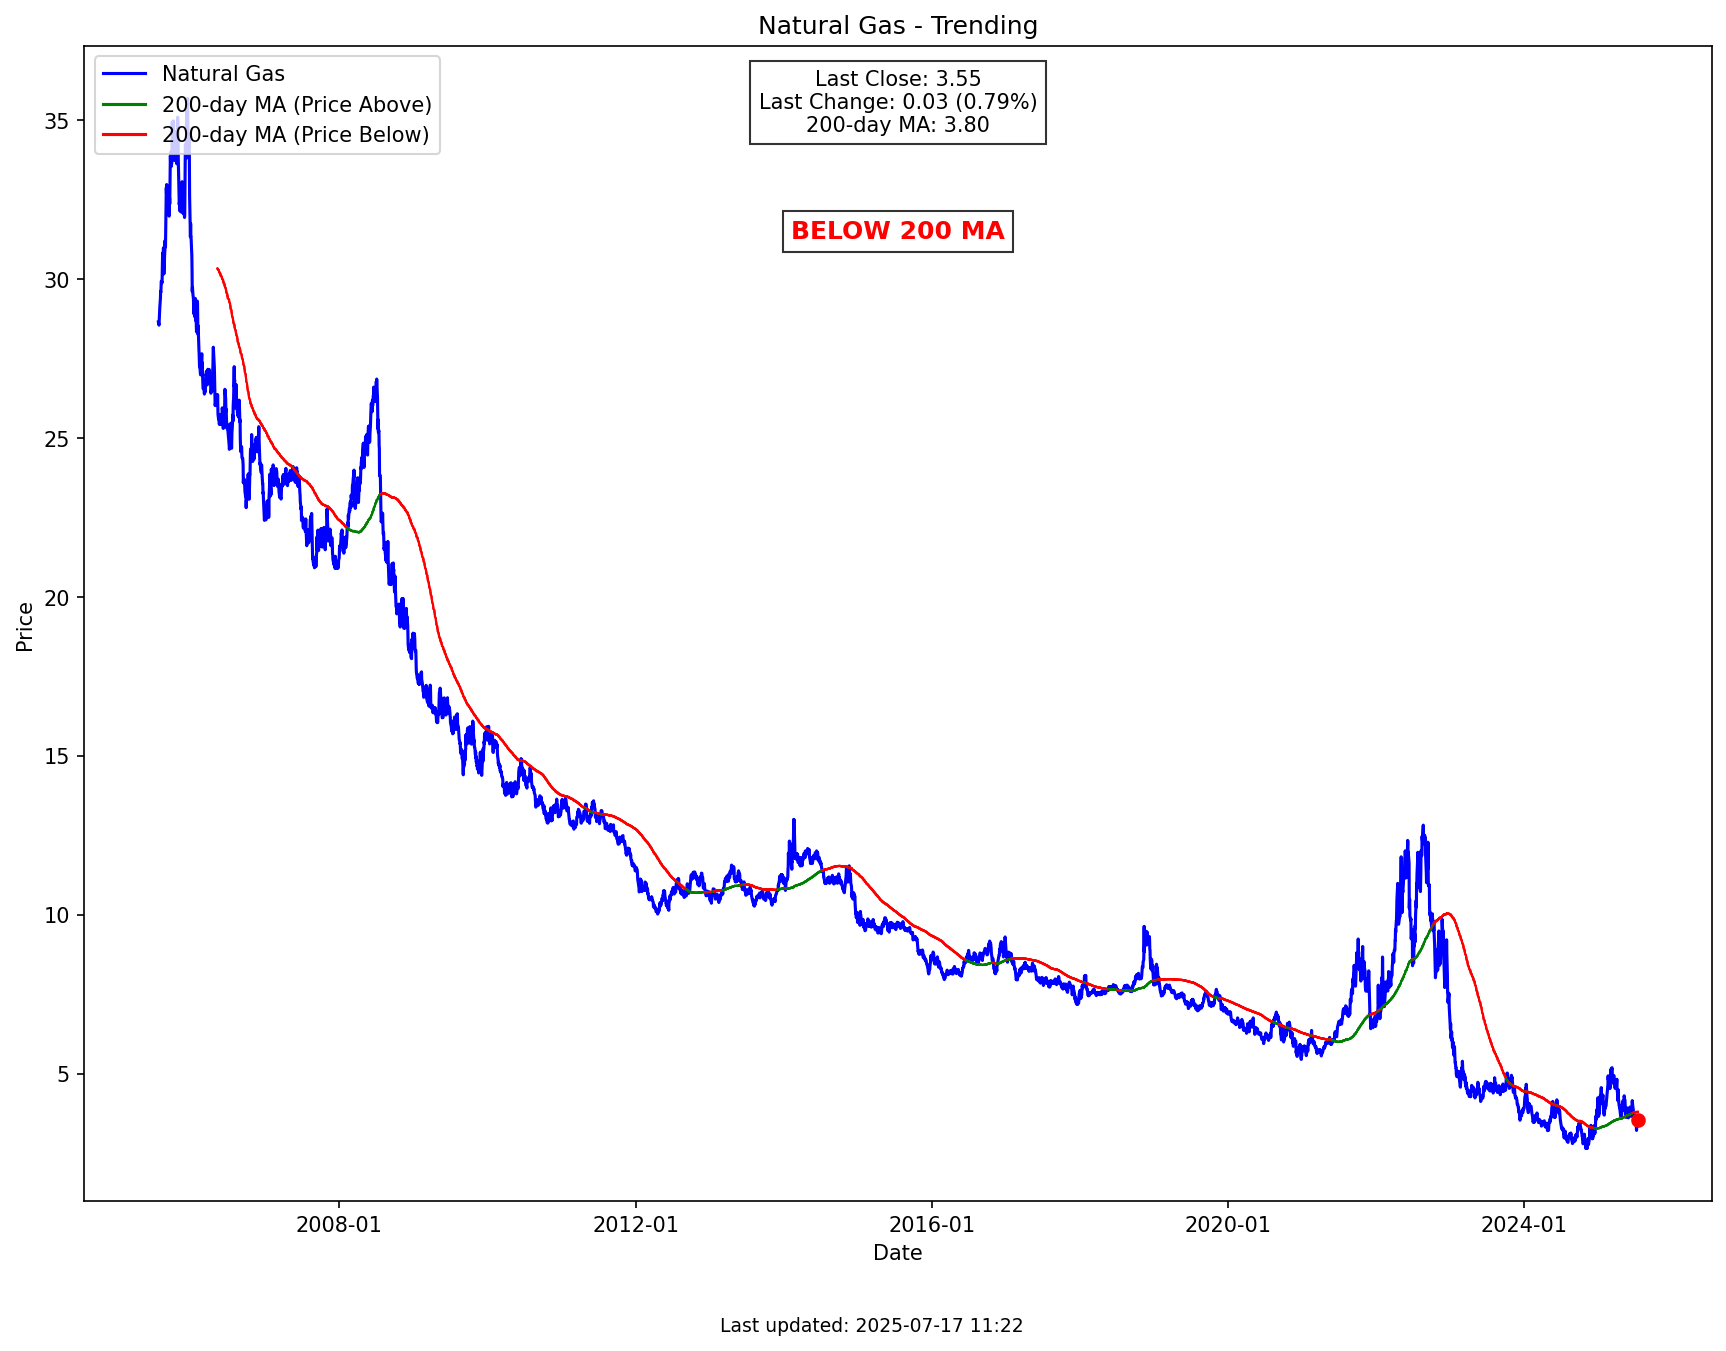 Natural Gas - Trending
Natural Gas
200-day MA (Price Above)
200-day MA (Price Below)
Last Close: 3.55
Last Change: 0.03 (0.79%)
200-day MA: 3.80
BELOW 200 MA
Price
35
30
25
20
15
10
5
2008-01
2012-01
2016-01
2020-01
2024-01
Date
Last updated: 2025-07-17 11:22